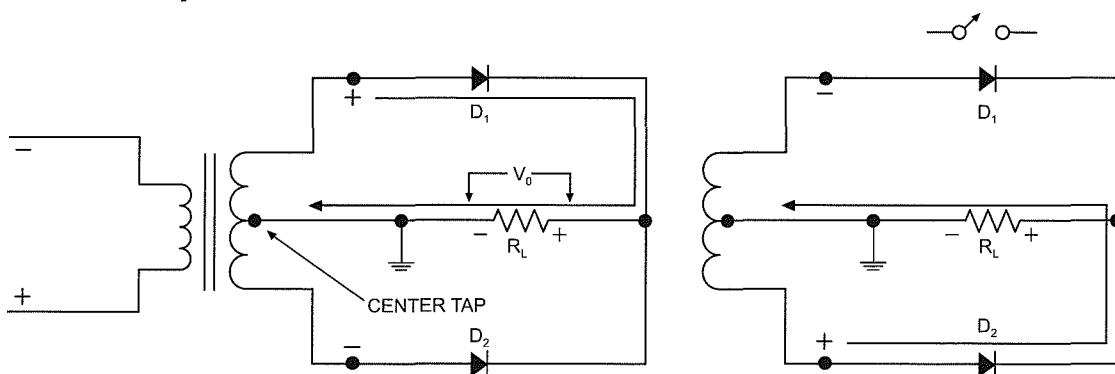 +
D₁
−
D₁
−
V₀
− R_L +
− R_L +
+
CENTER TAP
−
D₂
+
D₂